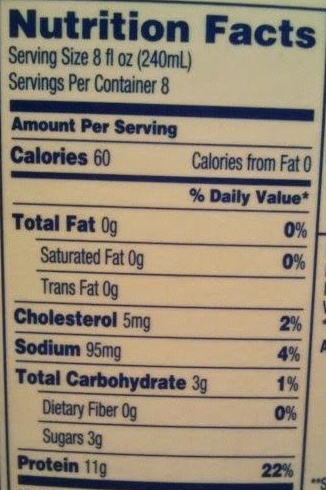 Nutrition Facts
Serving Size 8 fl oz (240mL)
Servings Per Container 8
Amount Per Serving
Calories 60 Calories from Fat 0
% Daily Value*
Total Fat 0g 0%
Saturated Fat 0g 0%
Trans Fat 0g
Cholesterol 5mg 2%
Sodium 95mg 4%
Total Carbohydrate 3g 1%
Dietary Fiber 0g 0%
Sugars 3g
Protein 11g 22%